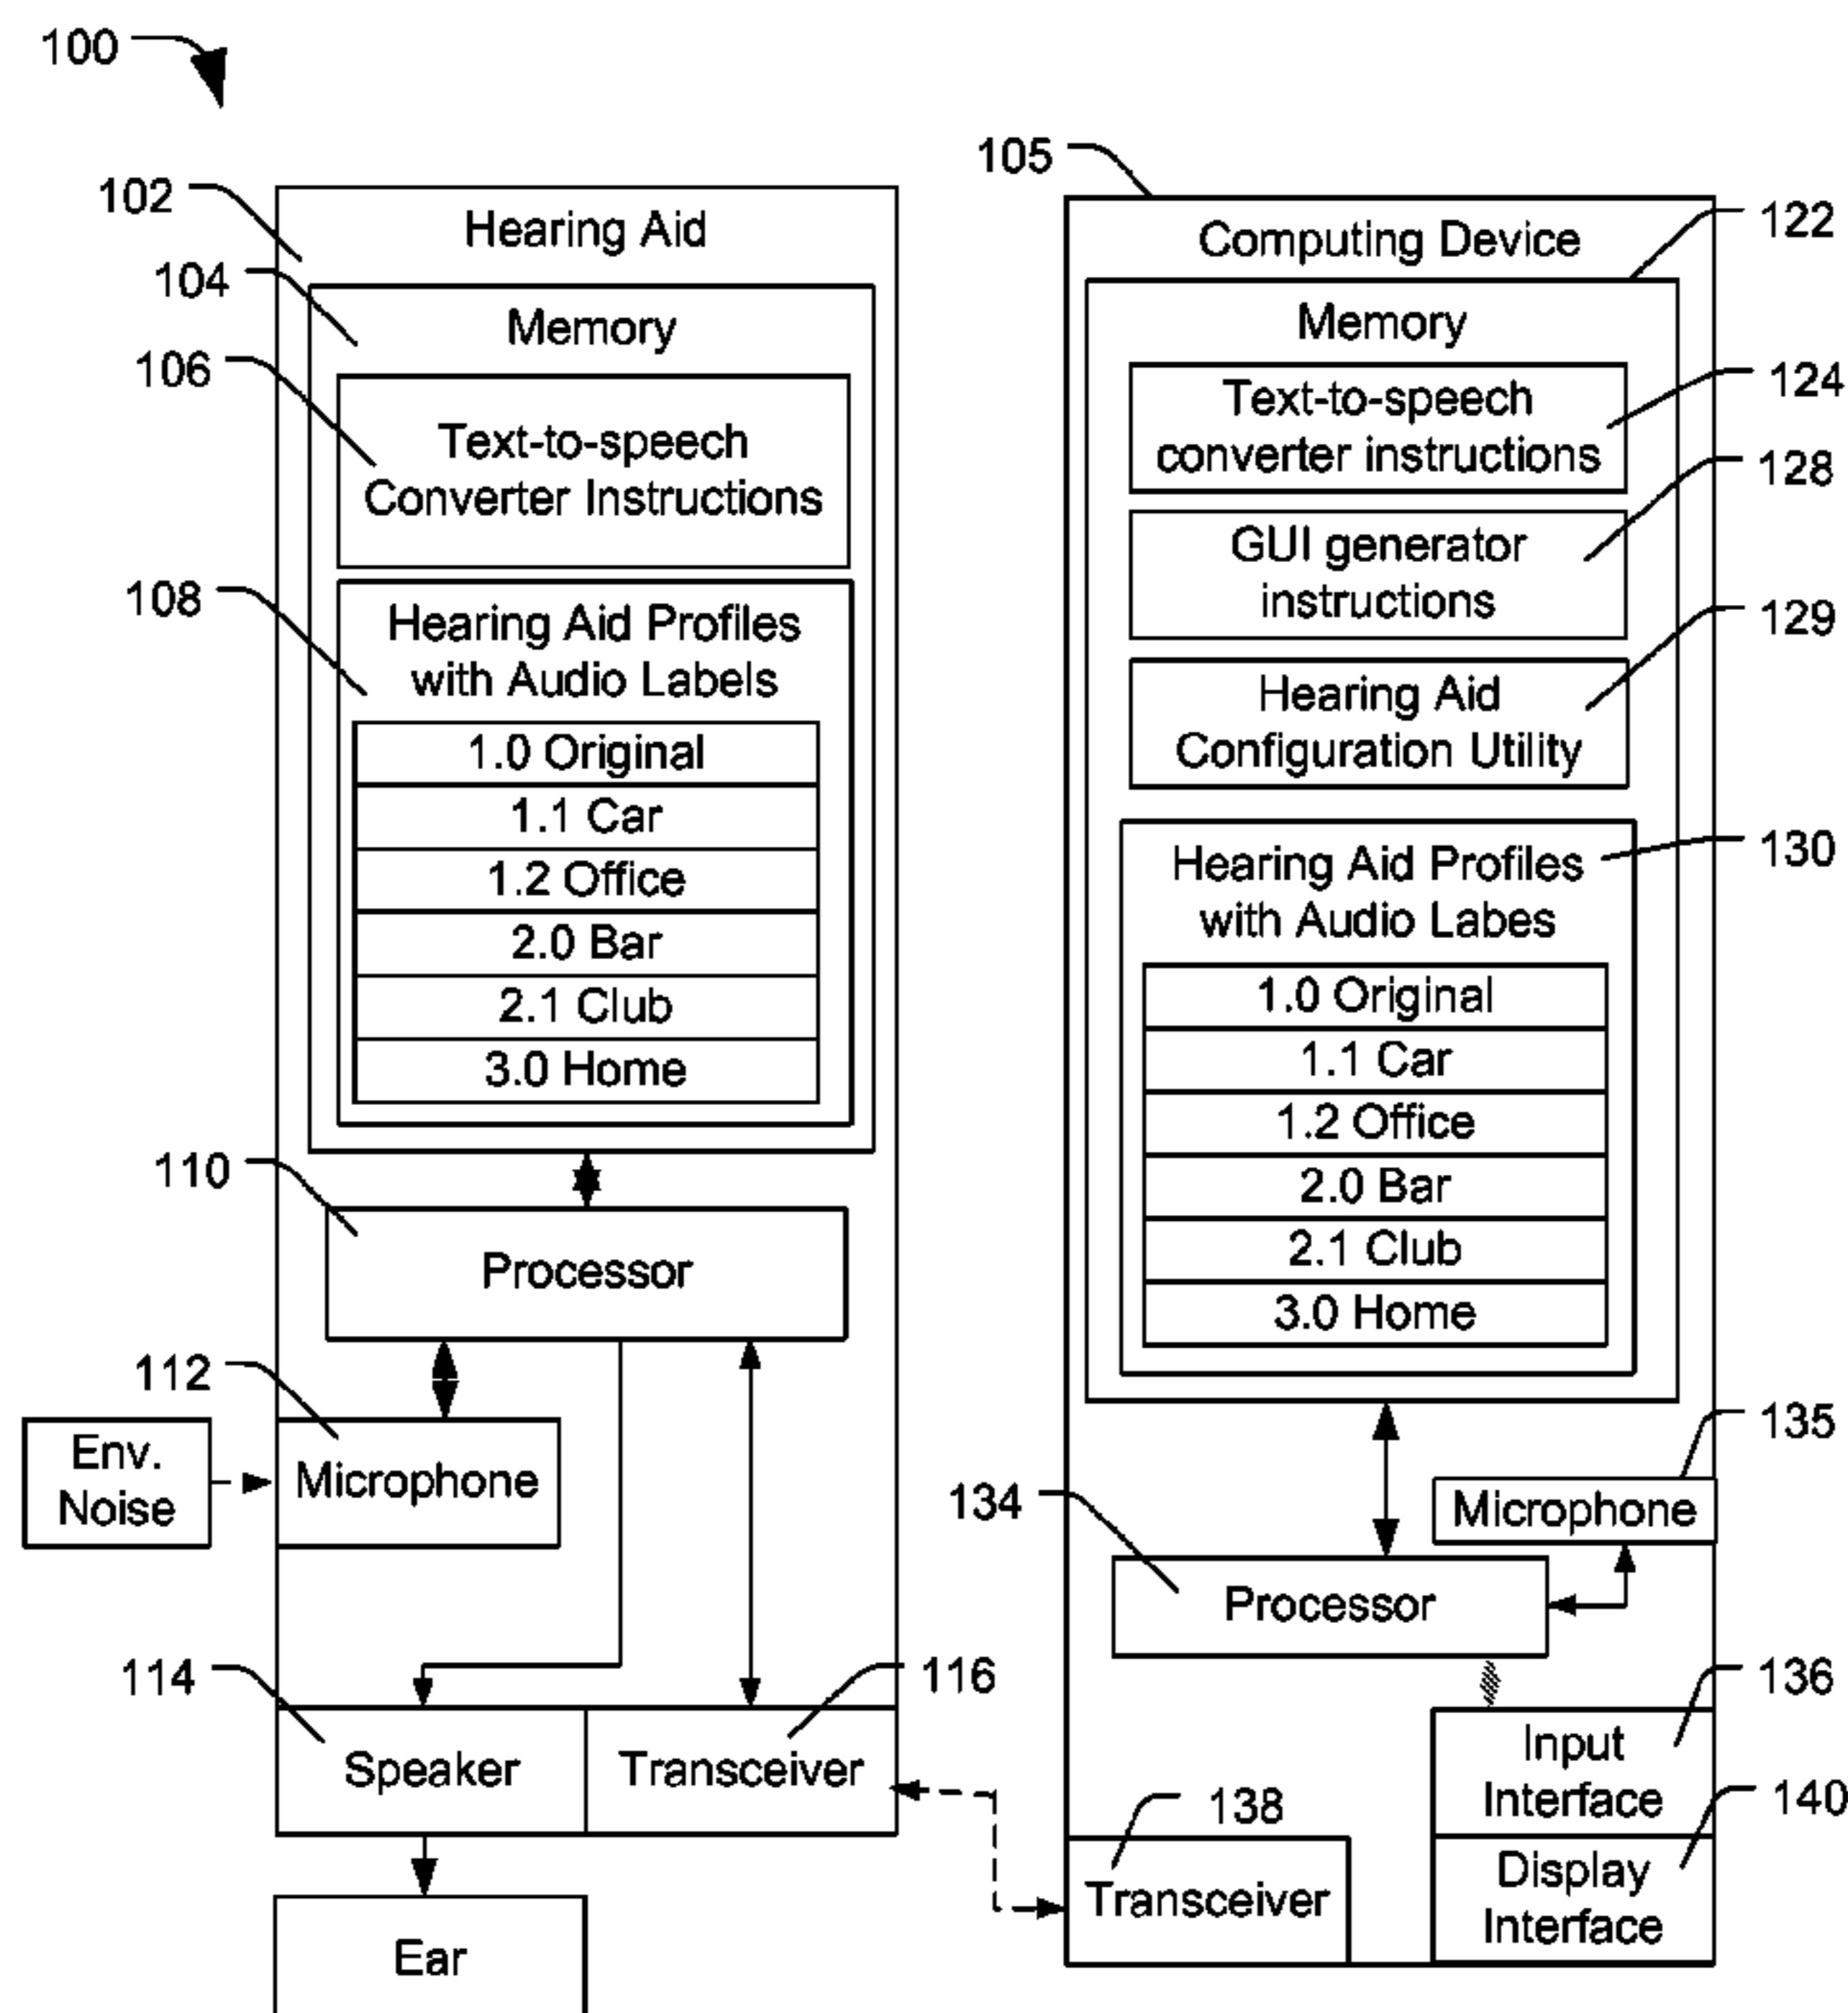 100
102
Hearing Aid
104
Memory
106
Text-to-speech
Converter Instructions
108
Hearing Aid Profiles
with Audio Labels
1.0 Original
1.1 Car
1.2 Office
2.0 Bar
2.1 Club
3.0 Home
110
Processor
112
Env.
Noise
Microphone
114
116
Speaker
Transceiver
Ear
105
Computing Device
122
Memory
Text-to-speech
converter instructions
124
GUI generator
instructions
128
Hearing Aid
Configuration Utility
129
Hearing Aid Profiles
with Audio Labes
130
1.0 Original
1.1 Car
1.2 Office
2.0 Bar
2.1 Club
3.0 Home
135
Microphone
134
Processor
136
Input
Interface
140
Display
Interface
138
Transceiver